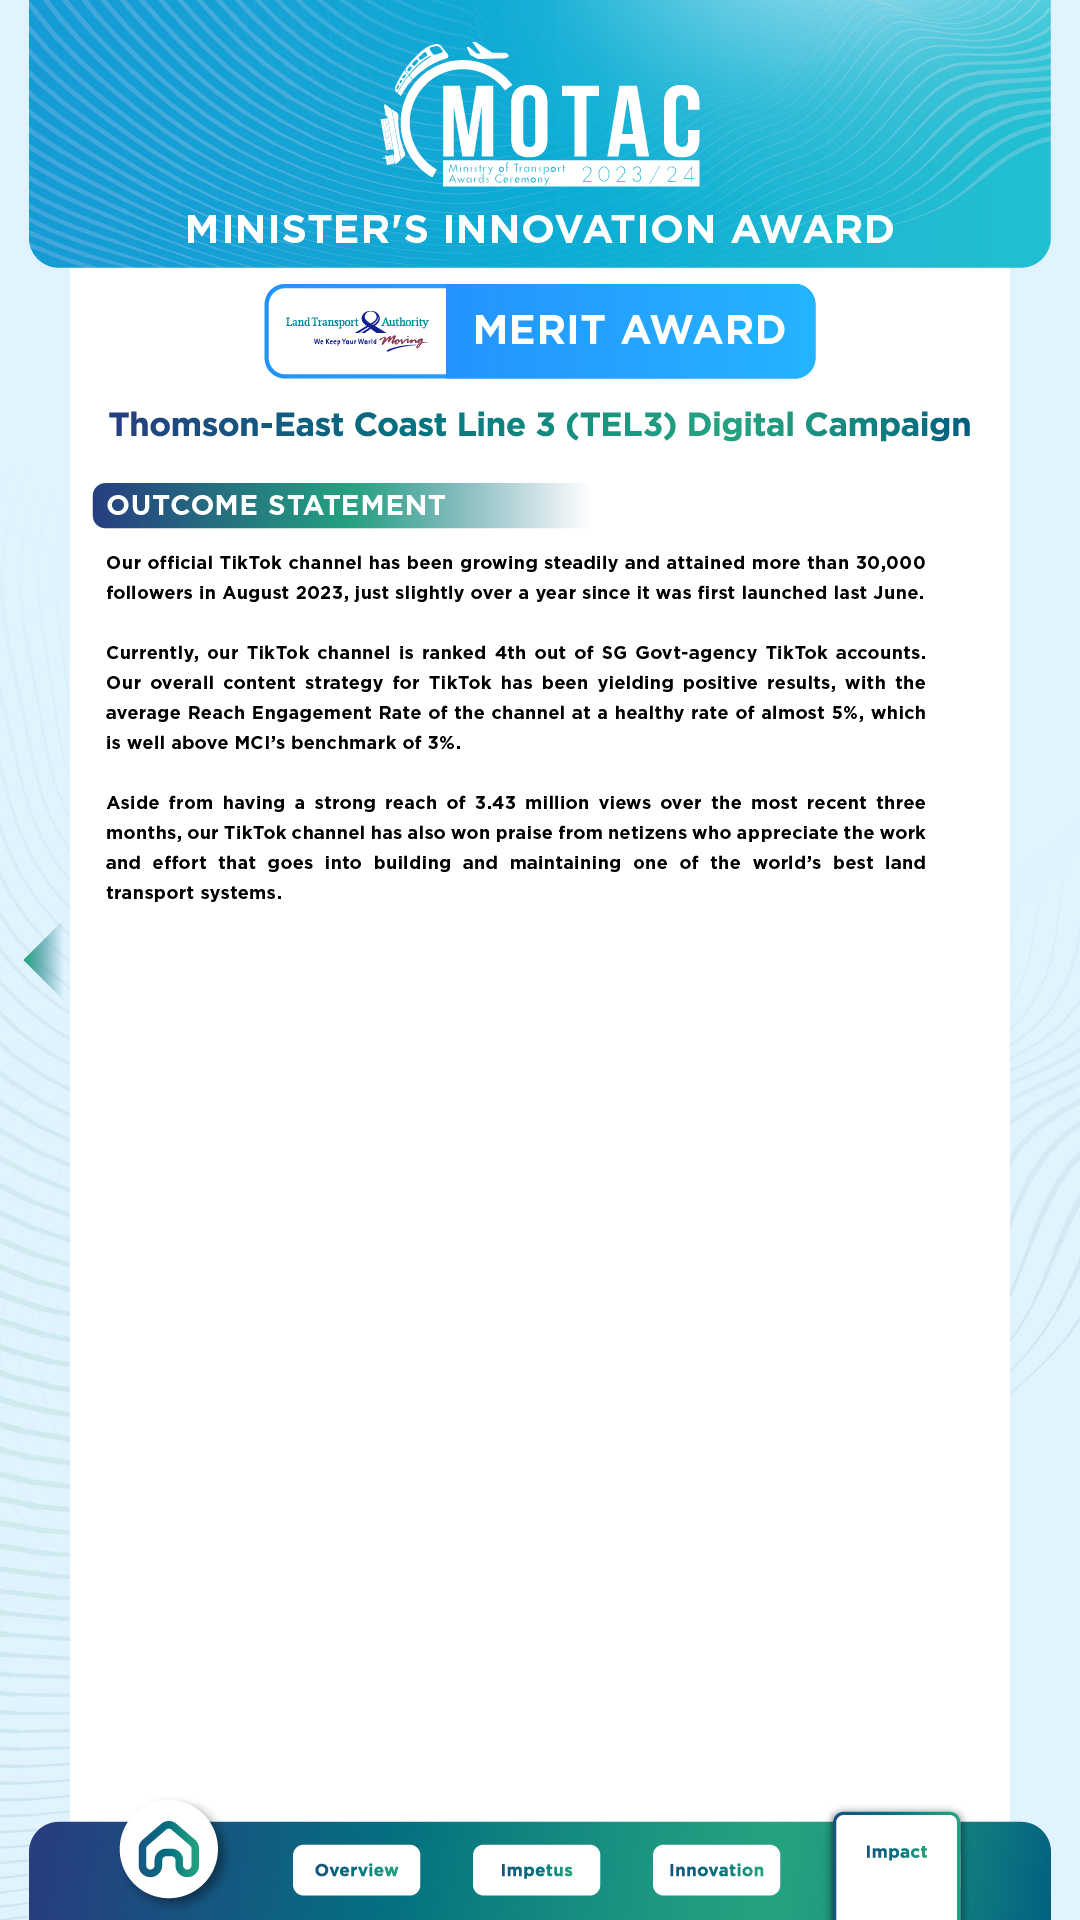 MOTAC
Ministry of Transport
Awards Ceremony
2023/24
MINISTER'S INNOVATION AWARD
Land Transport Authority
We Keep Your World Moving
MERIT AWARD
Thomson-East Coast Line 3 (TEL3) Digital Campaign
OUTCOME STATEMENT
Our official TikTok channel has been growing steadily and attained more than 30,000
followers in August 2023, just slightly over a year since it was first launched last June.
Currently, our TikTok channel is ranked 4th out of SG Govt-agency TikTok accounts.
Our overall content strategy for TikTok has been yielding positive results, with the
average Reach Engagement Rate of the channel at a healthy rate of almost 5%, which
is well above MCI’s benchmark of 3%.
Aside from having a strong reach of 3.43 million views over the most recent three
months, our TikTok channel has also won praise from netizens who appreciate the work
and effort that goes into building and maintaining one of the world’s best land
transport systems.
Overview
Impetus
Innovation
Impact